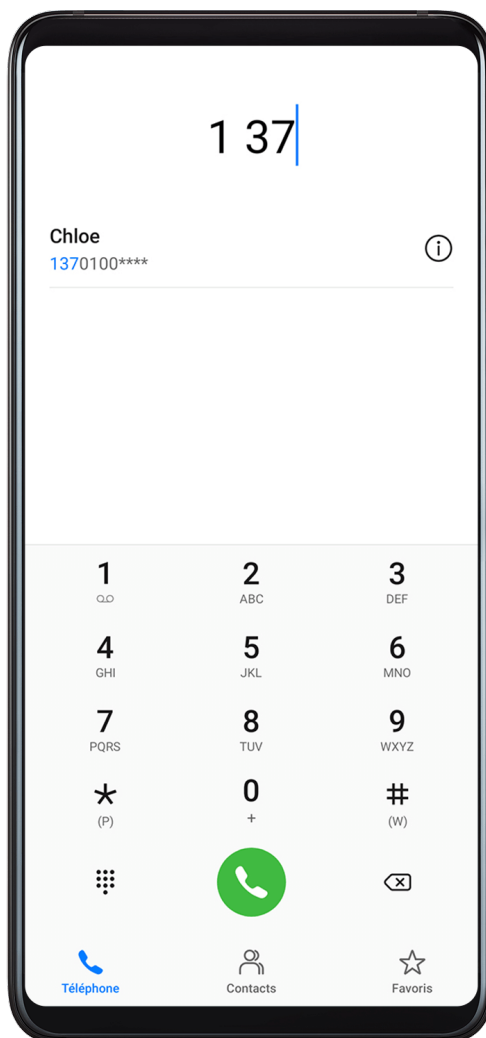 1 37
Chloe
1370100****
1 2 3
ABC DEF
4 5 6
GHI JKL MNO
7 8 9
PQRS TUV WXYZ
* 0 #
(P) + (W)
Téléphone Contacts Favoris